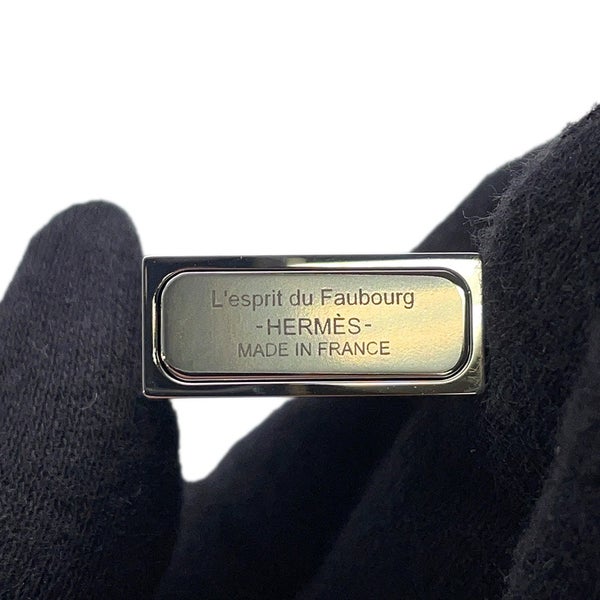 L'esprit du Faubourg
-HERMÈS-
MADE IN FRANCE